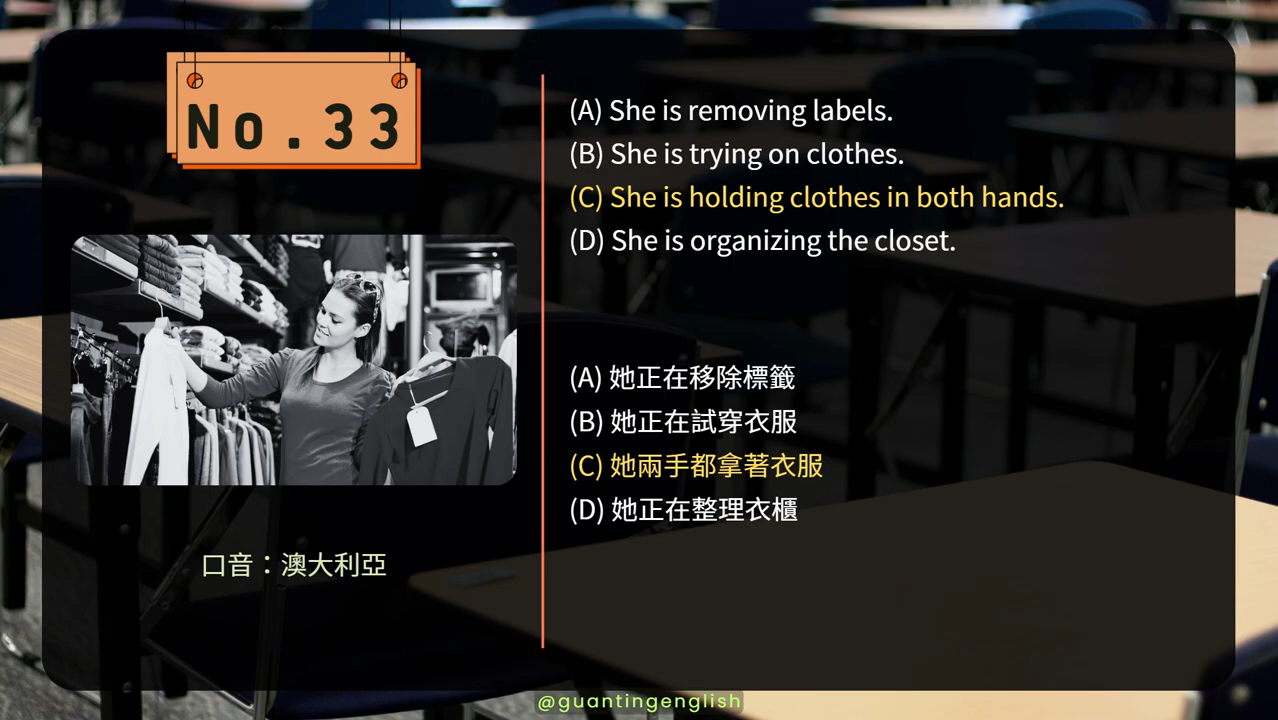 No.33
口音：澳大利亞
(A) She is removing labels.
(B) She is trying on clothes.
(C) She is holding clothes in both hands.
(D) She is organizing the closet.
(A) 她正在移除標籤
(B) 她正在試穿衣服
(C) 她兩手都拿著衣服
(D) 她正在整理衣櫃
@guantingenglish